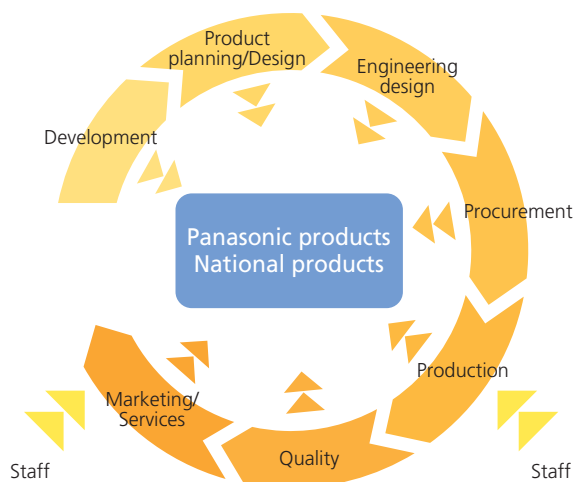 Product
planning/Design
Engineering
design
Development
Procurement
Panasonic products
National products
Production
Marketing/
Services
Quality
Staff
Staff